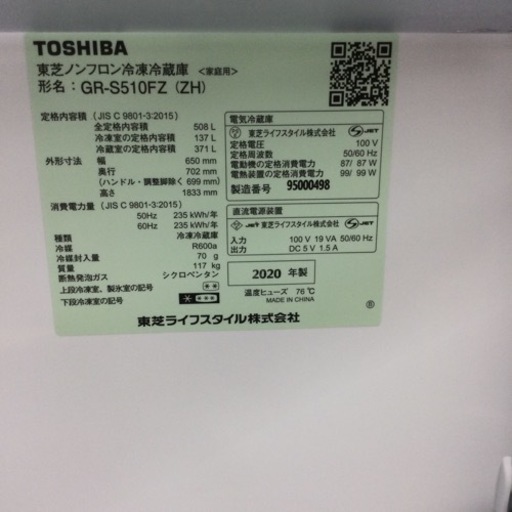 TOSHIBA
東芝ノンフロン冷凍冷蔵庫 〈家庭用〉
形名：GR-S510FZ (ZH)
定格内容積 (JIS C 9801-3:2015)
全定格内容積 508 L
冷凍室の定格内容積 137 L
冷蔵室の定格内容積 371 L
外形寸法 幅 650 mm
奥行 702 mm
(ハンドル・調整脚除く 699 mm)
高さ 1833 mm
消費電力量 (JIS C 9801-3:2015)
50Hz 235 kWh/年
60Hz 235 kWh/年
種類 冷凍冷蔵庫
冷媒 R600a
冷媒封入量 70 g
質量 117 kg
断熱発泡ガス シクロペンタン
上段冷凍室、製氷室の記号
下段冷凍室の記号
電気冷蔵庫
東芝ライフスタイル株式会社 JET
定格電圧 100 V
定格周波数 50/60 Hz
電動機の定格消費電力 87/ 87 W
電熱装置の定格消費電力 99/ 99 W
製造番号 95000498
直流電源装置
JET 東芝ライフスタイル株式会社 JET
入力 100 V 19 VA 50/60 Hz
出力 DC 5 V 1.5 A
2020 年製
温度ヒューズ 76 ℃
MADE IN CHINA
®
東芝ライフスタイル株式会社